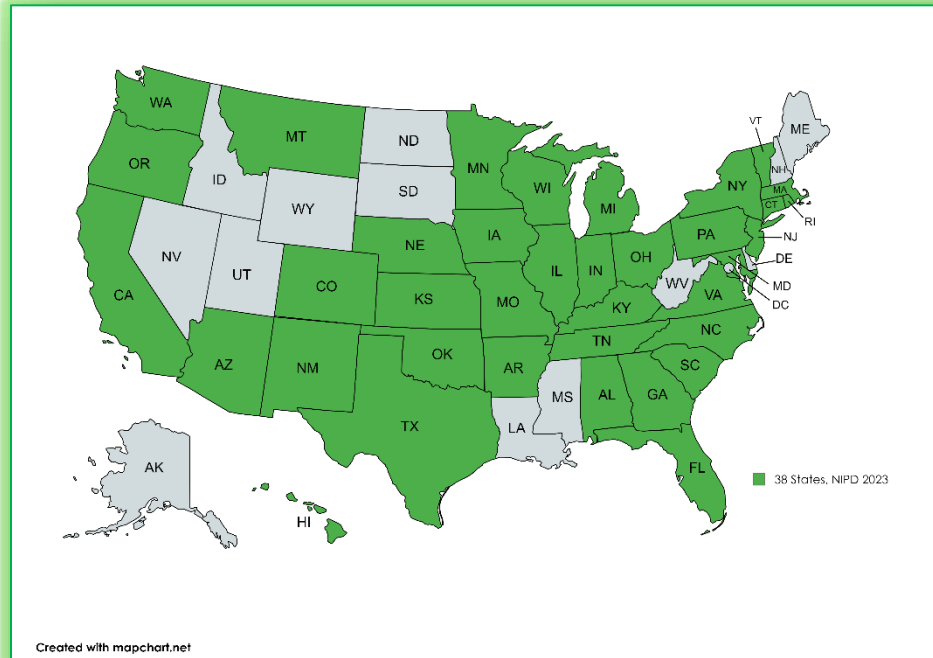 WA
MT
ND
MN
VT
ME
OR
ID
SD
WI
MI
NY
NH
MA
CT
RI
WY
IA
PA
NJ
NE
OH
DE
NV
UT
IL
IN
WV
MD
CA
CO
KS
MO
KY
VA
DC
TN
NC
AZ
NM
OK
AR
SC
MS
AL
GA
TX
LA
AK
FL
HI
38 States, NIPD 2023
Created with mapchart.net